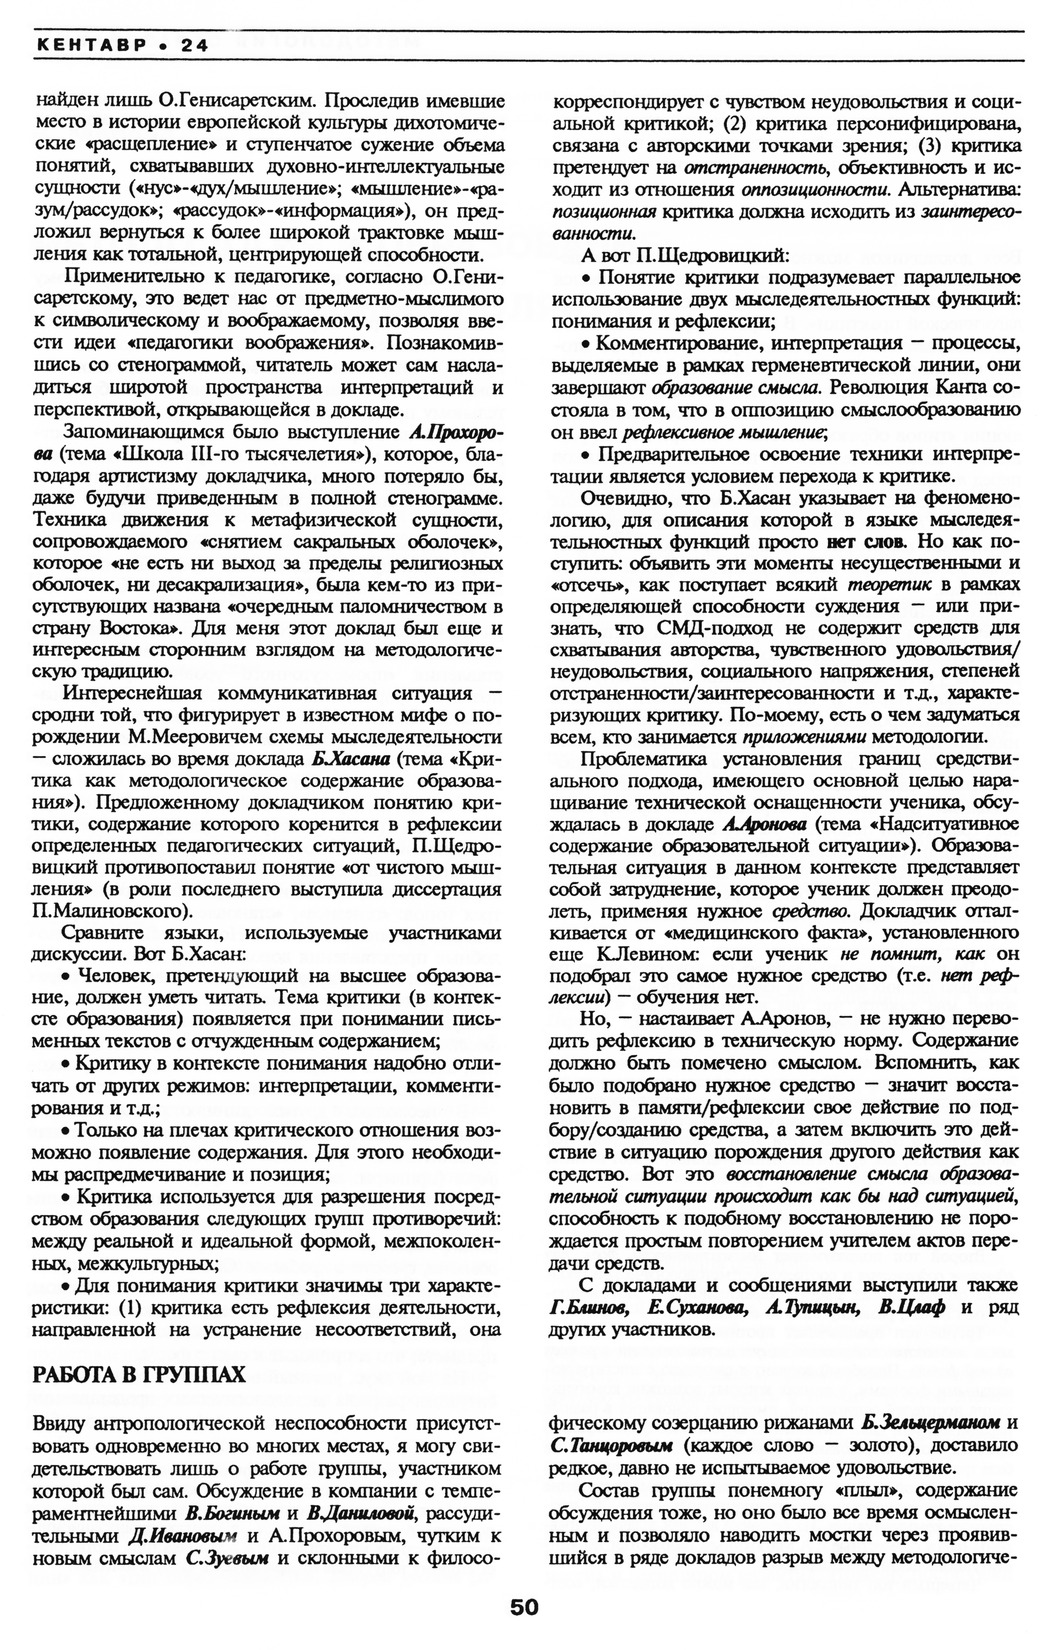 КЕНТАВР • 24
найден лишь О.Генисаретским. Проследив имевшие
место в истории европейской культуры дихотомиче-
ские «расщепление» и ступенчатое сужение объема
понятий, схватывавших духовно-интеллектуальные
сущности («нус»-«дух/мышление»; «мышление»-«ра-
зум/рассудок»; «рассудок»-«информация»), он пред-
ложил вернуться к более широкой трактовке мыш-
ления как тотальной, центрирующей способности.
Применительно к педагогике, согласно О.Гени-
саретскому, это ведет нас от предметно-мыслимого
к символическому и воображаемому, позволяя вве-
сти идеи «педагогики воображения». Познакомив-
шись со стенограммой, читатель может сам насла-
диться широтой пространства интерпретаций и
перспективой, открывающейся в докладе.
Запоминающимся было выступление А.Прохоро-
ва (тема «Школа III-го тысячелетия»), которое, бла-
годаря артистизму докладчика, много потеряло бы,
даже будучи приведенным в полной стенограмме.
Техника движения к метафизической сущности,
сопровождаемого «снятием сакральных оболочек»,
которое «не есть ни выход за пределы религиозных
оболочек, ни десакрализация», была кем-то из при-
сутствующих названа «очередным паломничеством в
страну Востока». Для меня этот доклад был еще и
интересным сторонним взглядом на методологиче-
скую традицию.
Интереснейшая коммуникативная ситуация —
сродни той, что фигурирует в известном мифе о по-
рождении М.Мееровичем схемы мыследеятельности
— сложилась во время доклада Б.Хасана (тема «Кри-
тика как методологическое содержание образова-
ния»). Предложенному докладчиком понятию кри-
тики, содержание которого коренится в рефлексии
определенных педагогических ситуаций, П.Щедро-
вицкий противопоставил понятие «от чистого мыш-
ления» (в роли последнего выступила диссертация
П.Малиновского).
Сравните языки, используемые участниками
дискуссии. Вот Б.Хасан:
• Человек, претендующий на высшее образова-
ние, должен уметь читать. Тема критики (в контек-
сте образования) появляется при понимании пись-
менных текстов с отчужденным содержанием;
• Критику в контексте понимания надобно отли-
чать от других режимов: интерпретации, комменти-
рования и т.д.;
• Только на плечах критического отношения воз-
можно появление содержания. Для этого необходи-
мы распредмечивание и позиция;
• Критика используется для разрешения посред-
ством образования следующих групп противоречий:
между реальной и идеальной формой, межпоколен-
ных, межкультурных;
• Для понимания критики значимы три характе-
ристики: (1) критика есть рефлексия деятельности,
направленной на устранение несоответствий, она
корреспондирует с чувством неудовольствия и соци-
альной критикой; (2) критика персонифицирована,
связана с авторскими точками зрения; (3) критика
претендует на отстраненность, объективность и ис-
ходит из отношения оппозиционности. Альтернатива:
позиционная критика должна исходить из заинтересо-
ванности.
А вот П.Щедровицкий:
• Понятие критики подразумевает параллельное
использование двух мыследеятельностных функций:
понимания и рефлексии;
• Комментирование, интерпретация — процессы,
выделяемые в рамках герменевтической линии, они
завершают образование смысла. Революция Канта со-
стояла в том, что в оппозицию смыслообразованию
он ввел рефлексивное мышление;
• Предварительное освоение техники интерпре-
тации является условием перехода к критике.
Очевидно, что Б.Хасан указывает на феномено-
логию, для описания которой в языке мыследея-
тельностных функций просто нет слов. Но как по-
ступить: объявить эти моменты несущественными и
«отсечь», как поступает всякий теоретик в рамках
определяющей способности суждения — или при-
знать, что СМД-подход не содержит средств для
схватывания авторства, чувственного удовольствия/
неудовольствия, социального напряжения, степеней
отстраненности/заинтересованности и т.д., характе-
ризующих критику. По-моему, есть о чем задуматься
всем, кто занимается приложениями методологии.
Проблематика установления границ средстви-
ального подхода, имеющего основной целью нара-
щивание технической оснащенности ученика, обсу-
ждалась в докладе А.Аронова (тема «Надситуативное
содержание образовательной ситуации»). Образова-
тельная ситуация в данном контексте представляет
собой затруднение, которое ученик должен преодо-
леть, применяя нужное средство. Докладчик оттал-
кивается от «медицинского факта», установленного
еще К.Левином: если ученик не помнит, как он
подобрал это самое нужное средство (т.е. нет реф-
лексии) — обучения нет.
Но, — настаивает А.Аронов, — не нужно перево-
дить рефлексию в техническую норму. Содержание
должно быть помечено смыслом. Вспомнить, как
было подобрано нужное средство — значит восста-
новить в памяти/рефлексии свое действие по под-
бору/созданию средства, а затем включить это дей-
ствие в ситуацию порождения другого действия как
средство. Вот это восстановление смысла образова-
тельной ситуации происходит как бы над ситуацией,
способность к подобному восстановлению не поро-
ждается простым повторением учителем актов пере-
дачи средств.
С докладами и сообщениями выступили также
Г.Блинов, Е.Суханова, А.Тупицын, В.Цлаф и ряд
других участников.
РАБОТА В ГРУППАХ
Ввиду антропологической неспособности присутст-
вовать одновременно во многих местах, я могу сви-
детельствовать лишь о работе группы, участником
которой был сам. Обсуждение в компании с темпе-
раментнейшими В.Богиным и В.Даниловой, рассуди-
тельными Д.Ивановым и А.Прохоровым, чутким к
новым смыслам С.Зуевым и склонными к филосо-
фическому созерцанию рижанами Б.Зельцерманом и
С.Танцоровым (каждое слово — золото), доставило
редкое, давно не испытываемое удовольствие.
Состав группы понемногу «плыл», содержание
обсуждения тоже, но оно было все время осмыслен-
ным и позволяло наводить мостки через проявив-
шийся в ряде докладов разрыв между методологиче-
50